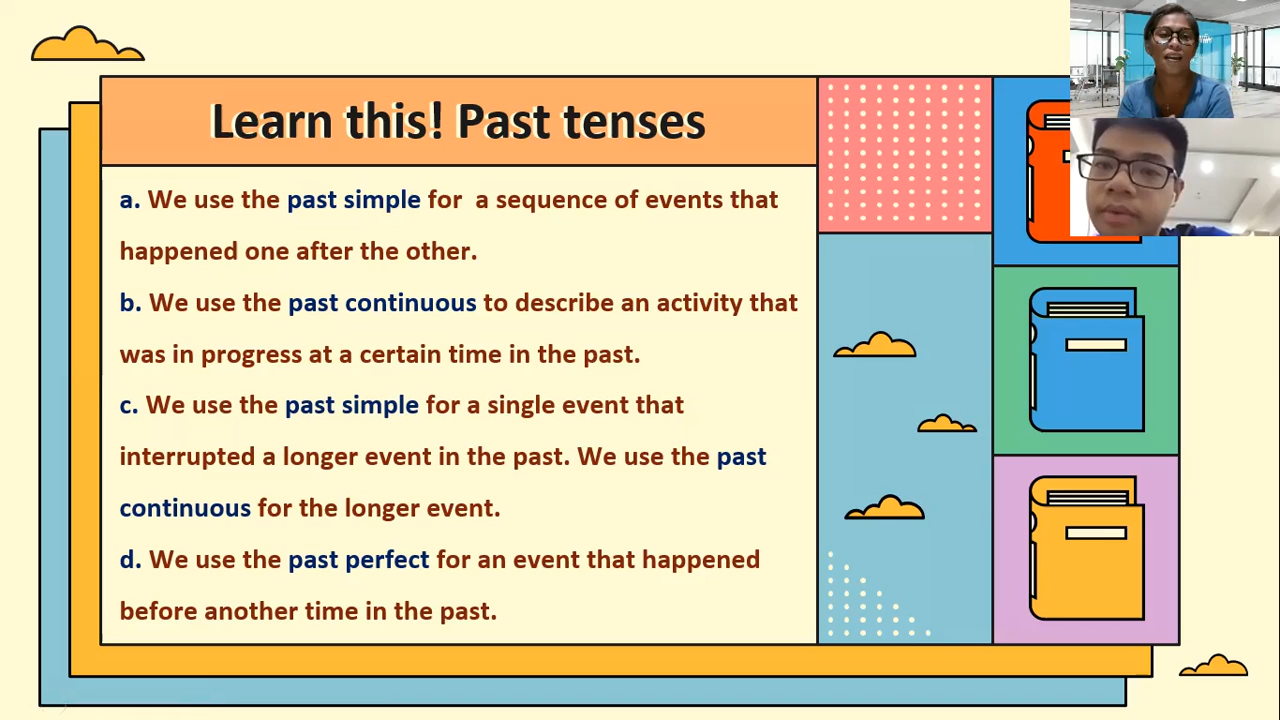 Learn this! Past tenses
a. We use the past simple for a sequence of events that
happened one after the other.
b. We use the past continuous to describe an activity that
was in progress at a certain time in the past.
c. We use the past simple for a single event that
interrupted a longer event in the past. We use the past
continuous for the longer event.
d. We use the past perfect for an event that happened
before another time in the past.